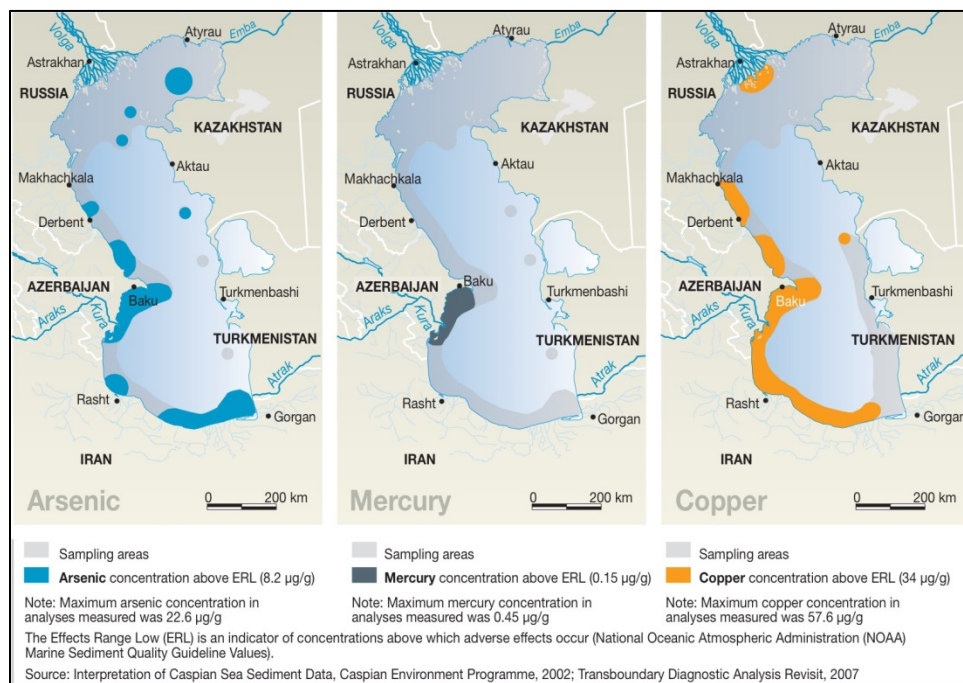 Atyrau
Emba
Volga
Astrakhan
RUSSIA
KAZAKHSTAN
Aktau
Makhachkala
Derbent
AZERBAIJAN
Baku
Araks
Kura
Turkmenbashi
TURKMENISTAN
Atrak
Rasht
Gorgan
IRAN
Arsenic
0 200 km
Atyrau
Emba
Volga
Astrakhan
RUSSIA
KAZAKHSTAN
Aktau
Makhachkala
Derbent
AZERBAIJAN
Baku
Araks
Kura
Turkmenbashi
TURKMENISTAN
Atrak
Rasht
Gorgan
IRAN
Mercury
0 200 km
Atyrau
Emba
Volga
Astrakhan
RUSSIA
KAZAKHSTAN
Aktau
Makhachkala
Derbent
AZERBAIJAN
Baku
Araks
Kura
Turkmenbashi
TURKMENISTAN
Atrak
Rasht
Gorgan
IRAN
Copper
0 200 km
Sampling areas
Arsenic concentration above ERL (8.2 µg/g)
Note: Maximum arsenic concentration in
analyses measured was 22.6 µg/g
Sampling areas
Mercury concentration above ERL (0.15 µg/g)
Note: Maximum mercury concentration in
analyses measured was 0.45 µg/g
Sampling areas
Copper concentration above ERL (34 µg/g)
Note: Maximum copper concentration in
analyses measured was 57.6 µg/g
The Effects Range Low (ERL) is an indicator of concentrations above which adverse effects occur (National Oceanic Atmospheric Administration (NOAA)
Marine Sediment Quality Guideline Values).
Source: Interpretation of Caspian Sea Sediment Data, Caspian Environment Programme, 2002; Transboundary Diagnostic Analysis Revisit, 2007